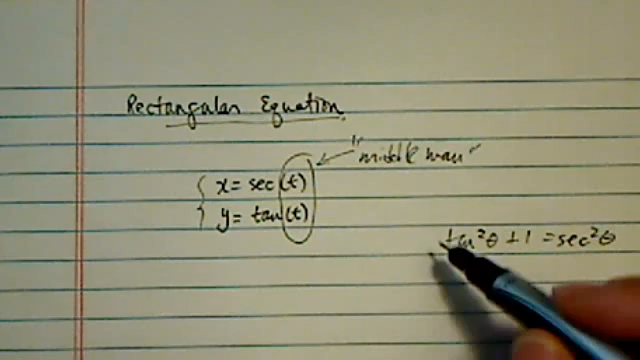 Rectangular Equation
"middle man"
x = sec(t)
y = tan(t)
tan²θ + 1 = sec²θ